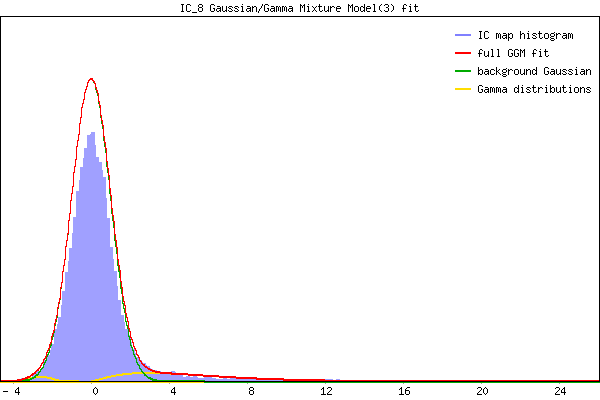 IC_8 Gaussian/Gamma Mixture Model(3) fit
IC map histogram
full GGM fit
background Gaussian
Gamma distributions
-4 0 4 8 12 16 20 24